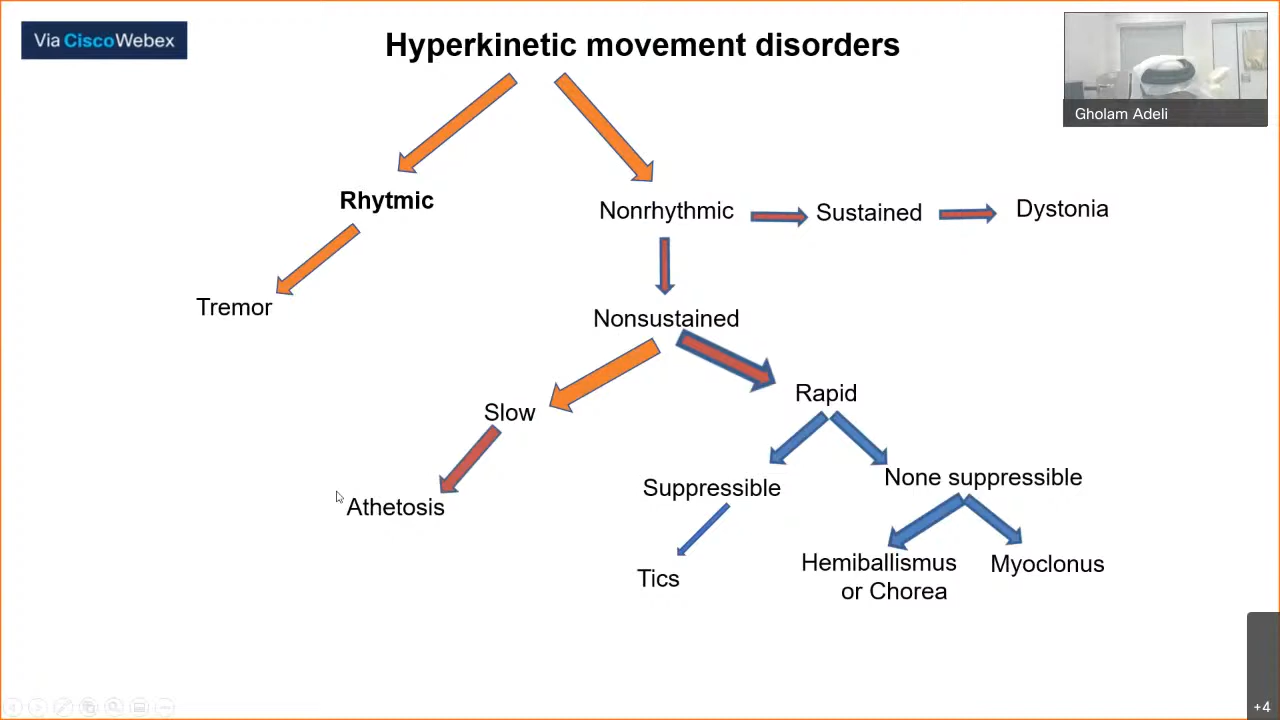 Via CiscoWebex
Hyperkinetic movement disorders
Gholam Adeli
Rhytmic
Nonrhythmic
Sustained
Dystonia
Tremor
Nonsustained
Slow
Rapid
Athetosis
Suppressible
None suppressible
Tics
Hemiballismus
or Chorea
Myoclonus
+4